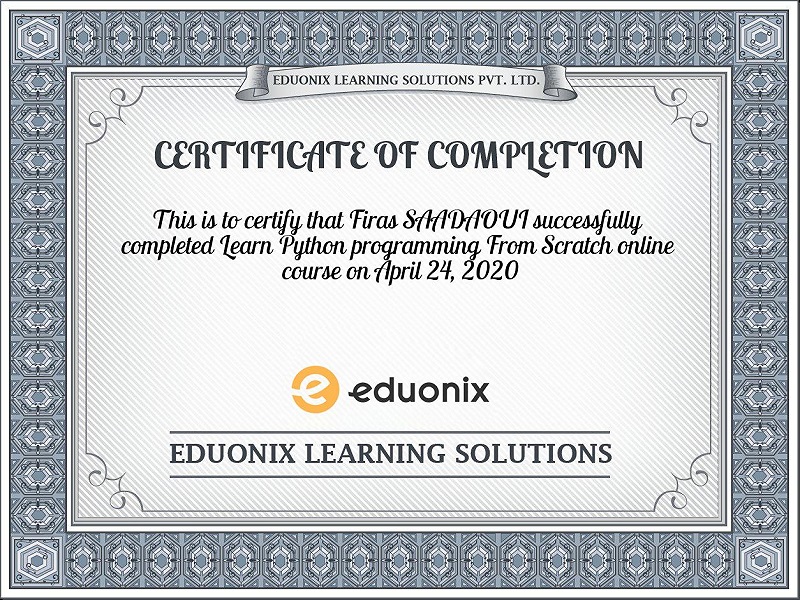 EDUONIX LEARNING SOLUTIONS PVT. LTD.
CERTIFICATE OF COMPLETION
This is to certify that Firas SAADAOUI successfully
completed Learn Python programming From Scratch online
course on April 24, 2020
eduonix
EDUONIX LEARNING SOLUTIONS